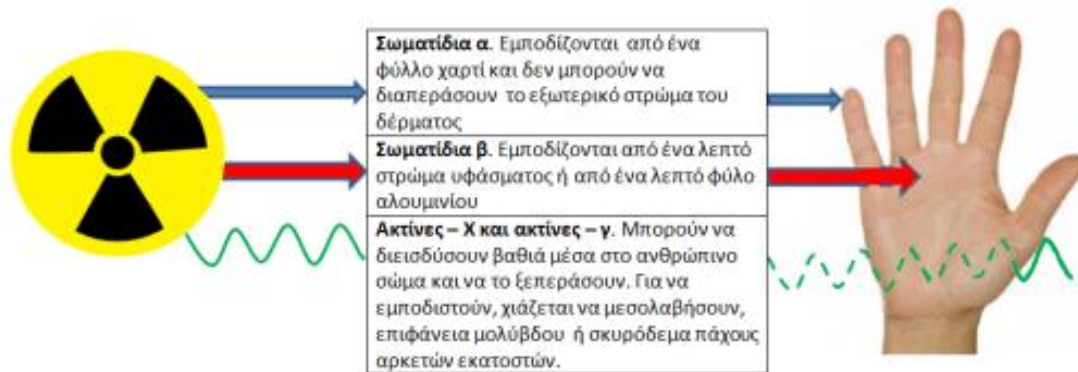 Σωματίδια α. Εμποδίζονται από ένα
φύλλο χαρτί και δεν μπορούν να
διαπεράσουν το εξωτερικό στρώμα του
δέρματος
Σωματίδια β. Εμποδίζονται από ένα λεπτό
στρώμα υφάσματος ή από ένα λεπτό φύλο
αλουμινίου
Ακτίνες – Χ και ακτίνες – γ. Μπορούν να
διεισδύσουν βαθιά μέσα στο ανθρώπινο
σώμα και να το ξεπεράσουν. Για να
εμποδιστούν, χιάζεται να μεσολαβήσουν,
επιφάνεια μολύβδου ή σκυρόδεμα πάχους
αρκετών εκατοστών.